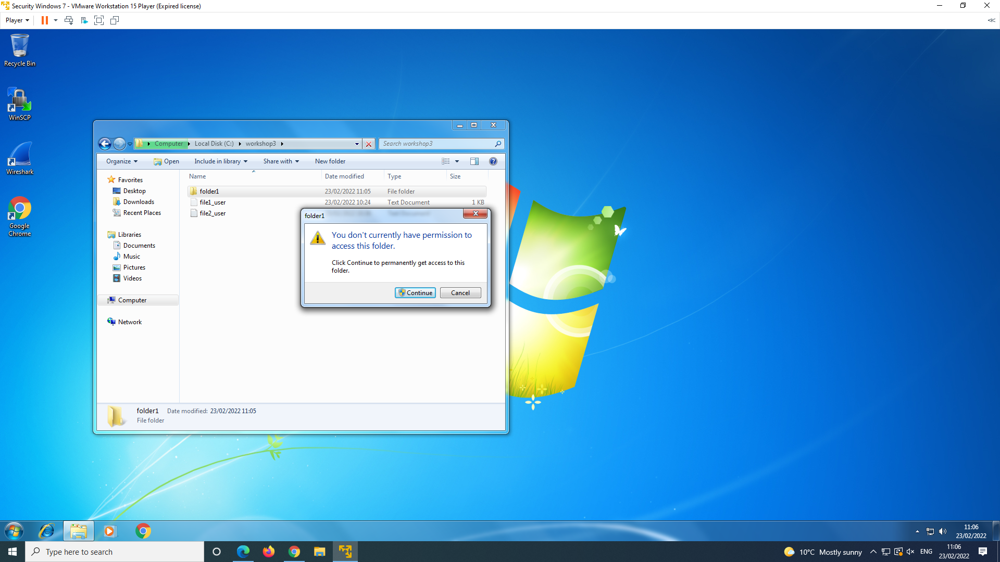 Security Windows 7 - VMware Workstation 15 Player (Expired license)
Player
Recycle Bin
WinSCP
Wireshark
Google
Chrome
Computer Local Disk (C:) workshop3
Search workshop3
Organize Open Include in library Share with New folder
Name Date modified Type Size
Favorites
Desktop
Downloads
Recent Places
Libraries
Documents
Music
Pictures
Videos
Computer
Network
folder1 23/02/2022 11:05 File folder
file1_user 23/02/2022 10:24 Text Document 1 KB
file2_user
folder1
You don't currently have permission to
access this folder.
Click Continue to permanently get access to this
folder.
Continue Cancel
folder1 Date modified: 23/02/2022 11:05
File folder
11:06
23/02/2022
Type here to search
10°C Mostly sunny
ENG
11:06
23/02/2022